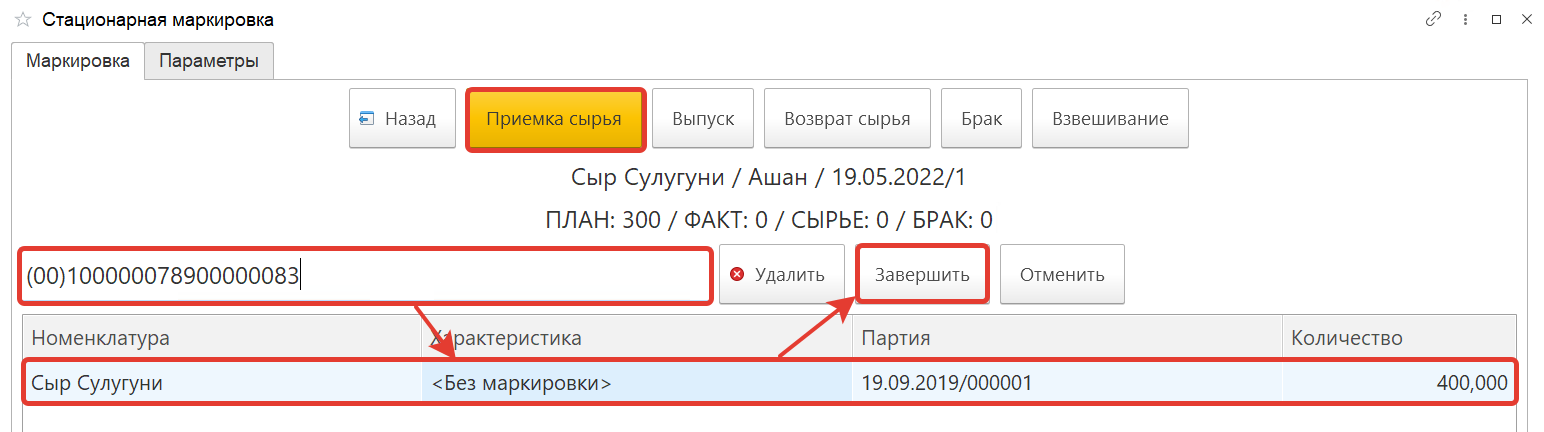 Стационарная маркировка
Маркировка Параметры
Назад Приемка сырья Выпуск Возврат сырья Брак Взвешивание
Сыр Сулугуни / Ашан / 19.05.2022/1
ПЛАН: 300 / ФАКТ: 0 / СЫРЬЕ: 0 / БРАК: 0
(00)100000078900000083 Удалить Завершить Отменить
Номенклатура Характеристика Партия Количество
Сыр Сулугуни <Без маркировки> 19.09.2019/000001 400,000